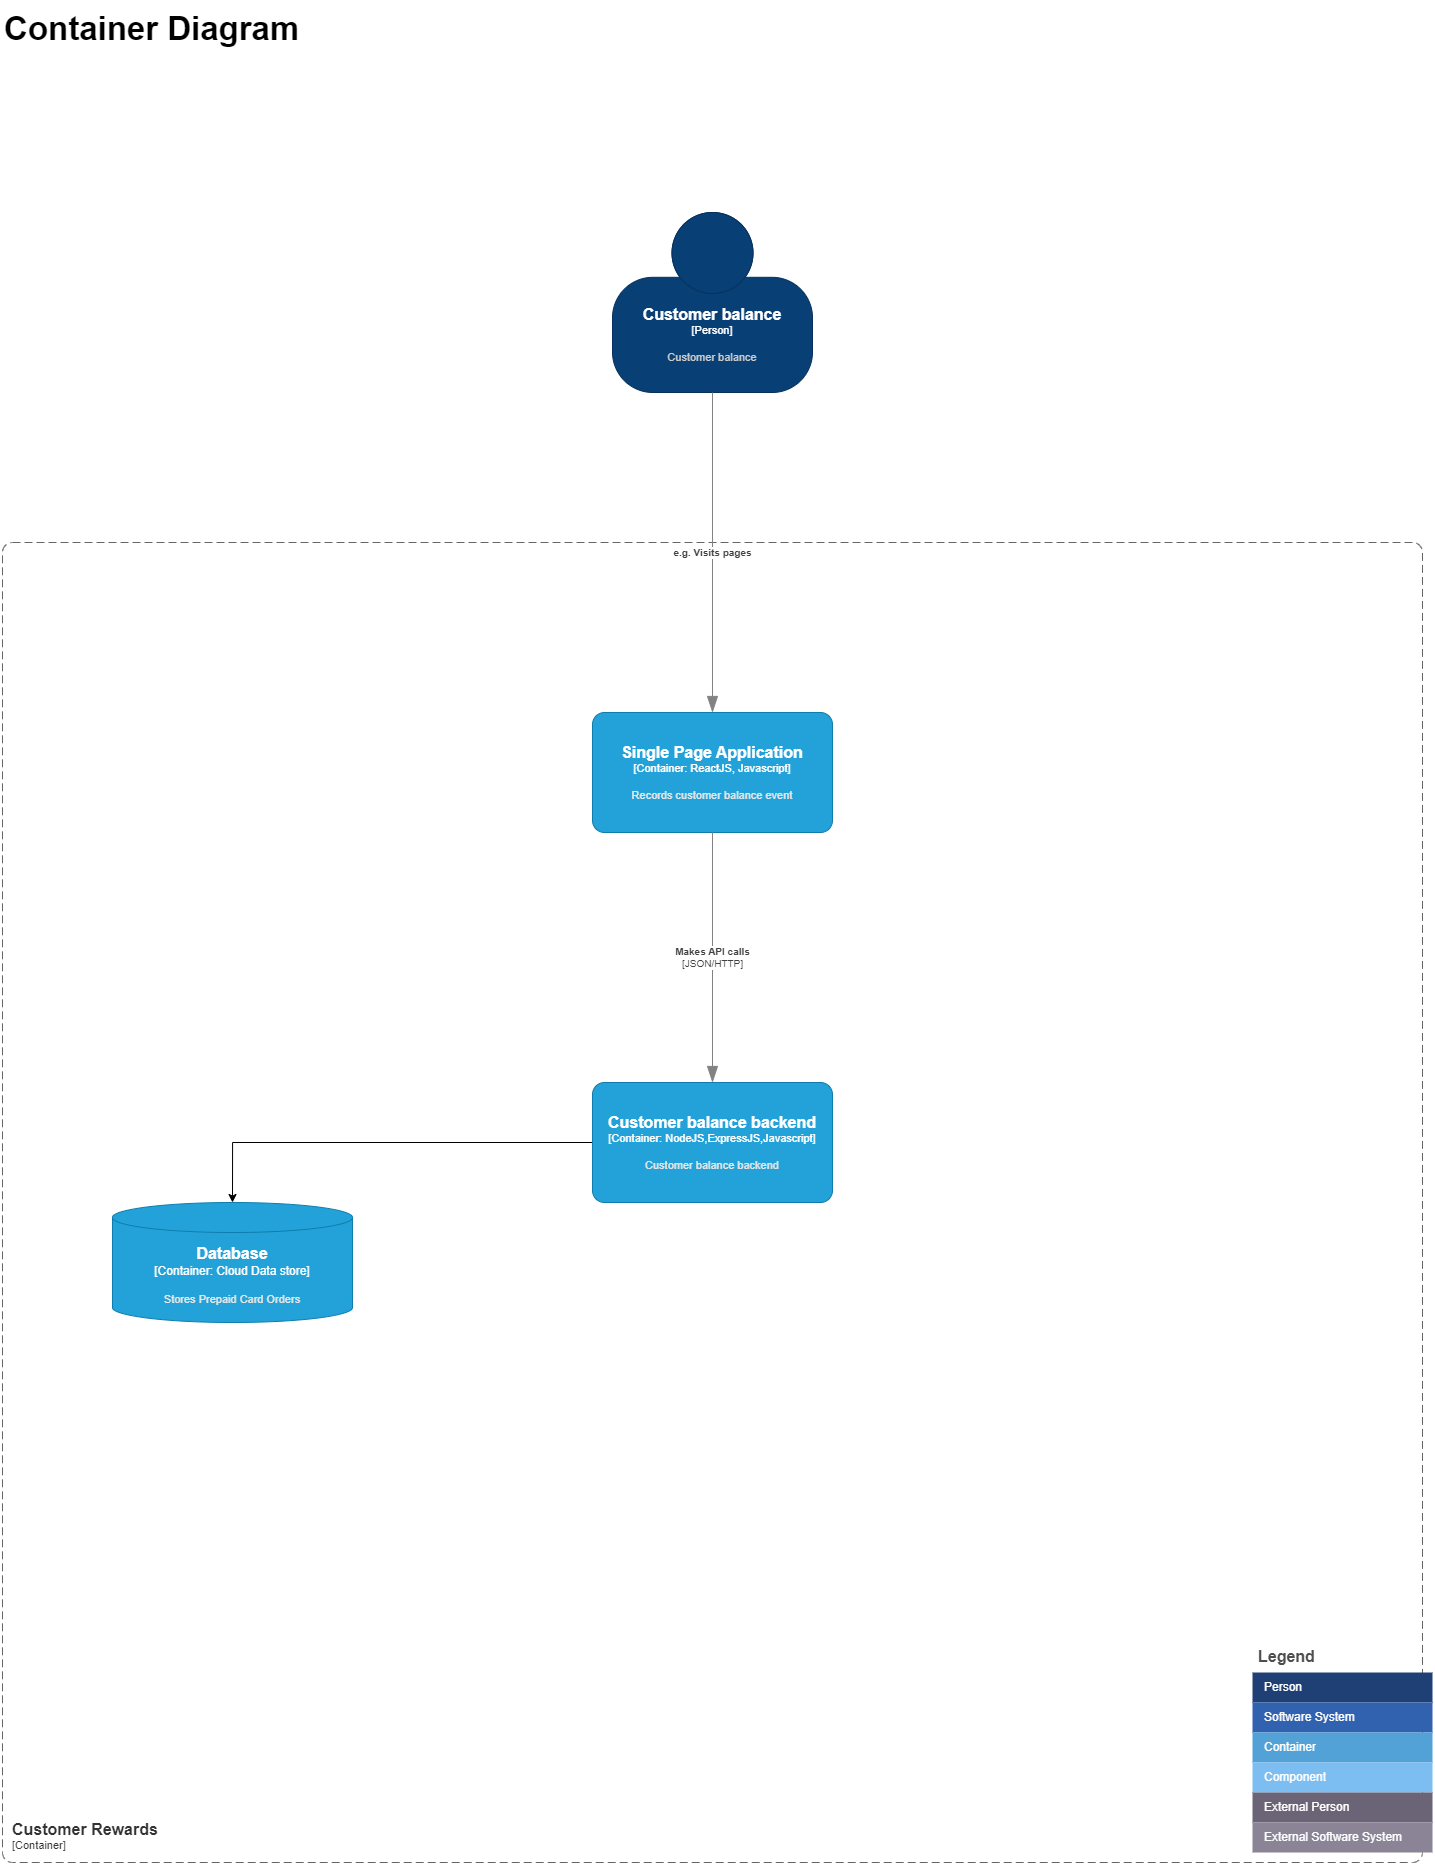 Container Diagram
Customer balance
[Person]
Customer balance
e.g. Visits pages
Single Page Application
[Container: ReactJS, Javascript]
Records customer balance event
Makes API calls
[JSON/HTTP]
Customer balance backend
[Container: NodeJS,ExpressJS,Javascript]
Customer balance backend
Database
[Container: Cloud Data store]
Stores Prepaid Card Orders
Legend
Person
Software System
Container
Component
External Person
External Software System
Customer Rewards
[Container]